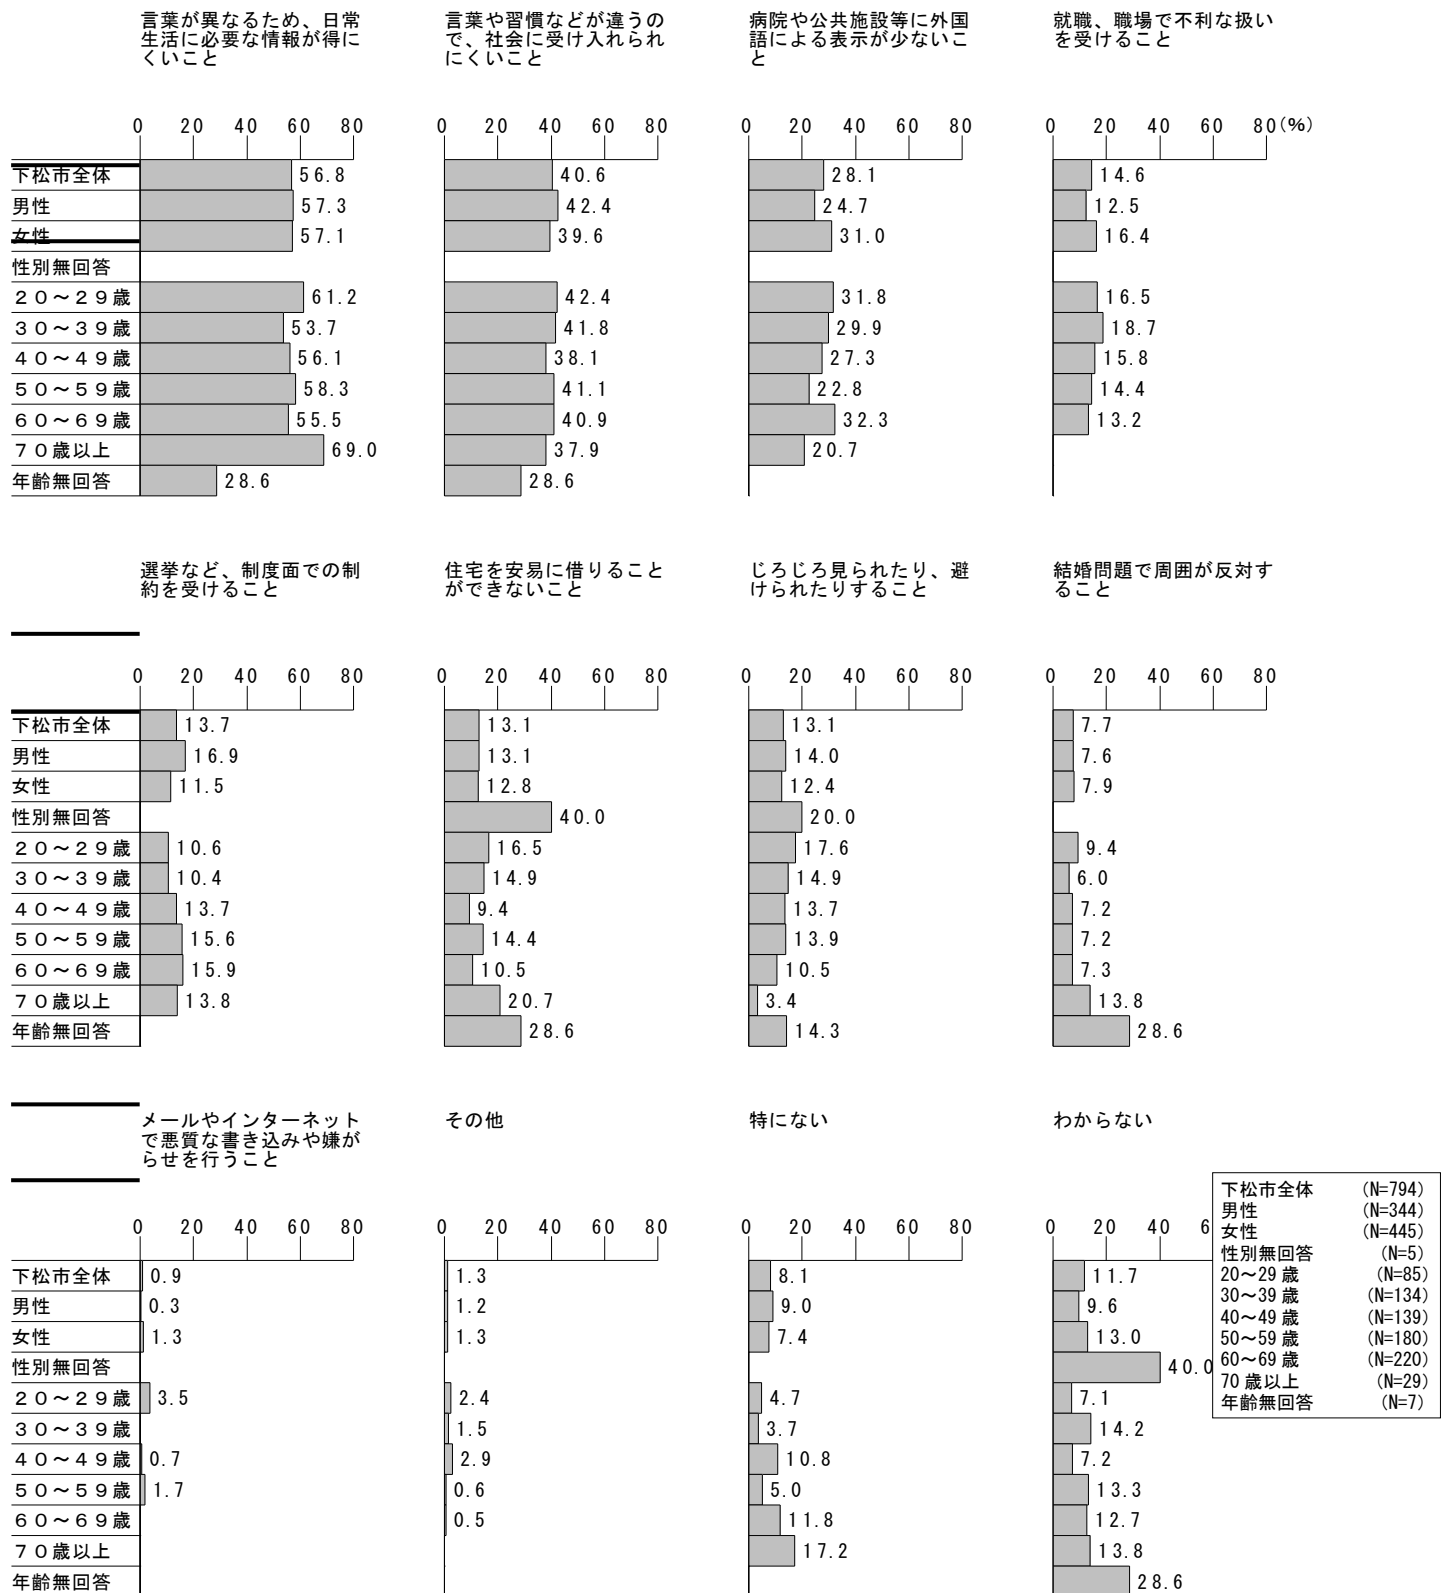 言葉が異なるため、日常
生活に必要な情報が得に
くいこと
言葉や習慣などが違うの
で、社会に受け入れられ
にくいこと
病院や公共施設等に外国
語による表示が少ないこ
と
就職、職場で不利な扱い
を受けること
0 20 40 60 80 0 20 40 60 80 0 20 40 60 80 0 20 40 60 80(%)
下松市全体 56.8 40.6 28.1 14.6
男性 57.3 42.4 24.7 12.5
女性 57.1 39.6 31.0 16.4
性別無回答
20～29歳 61.2 42.4 31.8 16.5
30～39歳 53.7 41.8 29.9 18.7
40～49歳 56.1 38.1 27.3 15.8
50～59歳 58.3 41.1 22.8 14.4
60～69歳 55.5 40.9 32.3 13.2
70歳以上 69.0 37.9 20.7
年齢無回答 28.6 28.6
選挙など、制度面での制
約を受けること
住宅を安易に借りること
ができないこと
じろじろ見られたり、避
けられたりすること
結婚問題で周囲が反対す
ること
0 20 40 60 80 0 20 40 60 80 0 20 40 60 80 0 20 40 60 80
下松市全体 13.7 13.1 13.1 7.7
男性 16.9 13.1 14.0 7.6
女性 11.5 12.8 12.4 7.9
性別無回答 40.0 20.0
20～29歳 10.6 16.5 17.6 9.4
30～39歳 10.4 14.9 14.9 6.0
40～49歳 13.7 9.4 13.7 7.2
50～59歳 15.6 14.4 13.9 7.2
60～69歳 15.9 10.5 10.5 7.3
70歳以上 13.8 20.7 3.4 13.8
年齢無回答 28.6 14.3 28.6
メールやインターネット
で悪質な書き込みや嫌が
らせを行うこと
その他
特にない
わからない
0 20 40 60 80 0 20 40 60 80 0 20 40 60 80 0 20 40 6
下松市全体 0.9 1.3 8.1 11.7
男性 0.3 1.2 9.0 9.6
女性 1.3 1.3 7.4 13.0
性別無回答 40.0
20～29歳 3.5 2.4 4.7 7.1
30～39歳 1.5 3.7 14.2
40～49歳 0.7 2.9 10.8 7.2
50～59歳 1.7 0.6 5.0 13.3
60～69歳 0.5 11.8 12.7
70歳以上 17.2 13.8
年齢無回答 28.6
下松市全体 (N=794)
男性 (N=344)
女性 (N=445)
性別無回答 (N=5)
20～29歳 (N=85)
30～39歳 (N=134)
40～49歳 (N=139)
50～59歳 (N=180)
60～69歳 (N=220)
70歳以上 (N=29)
年齢無回答 (N=7)